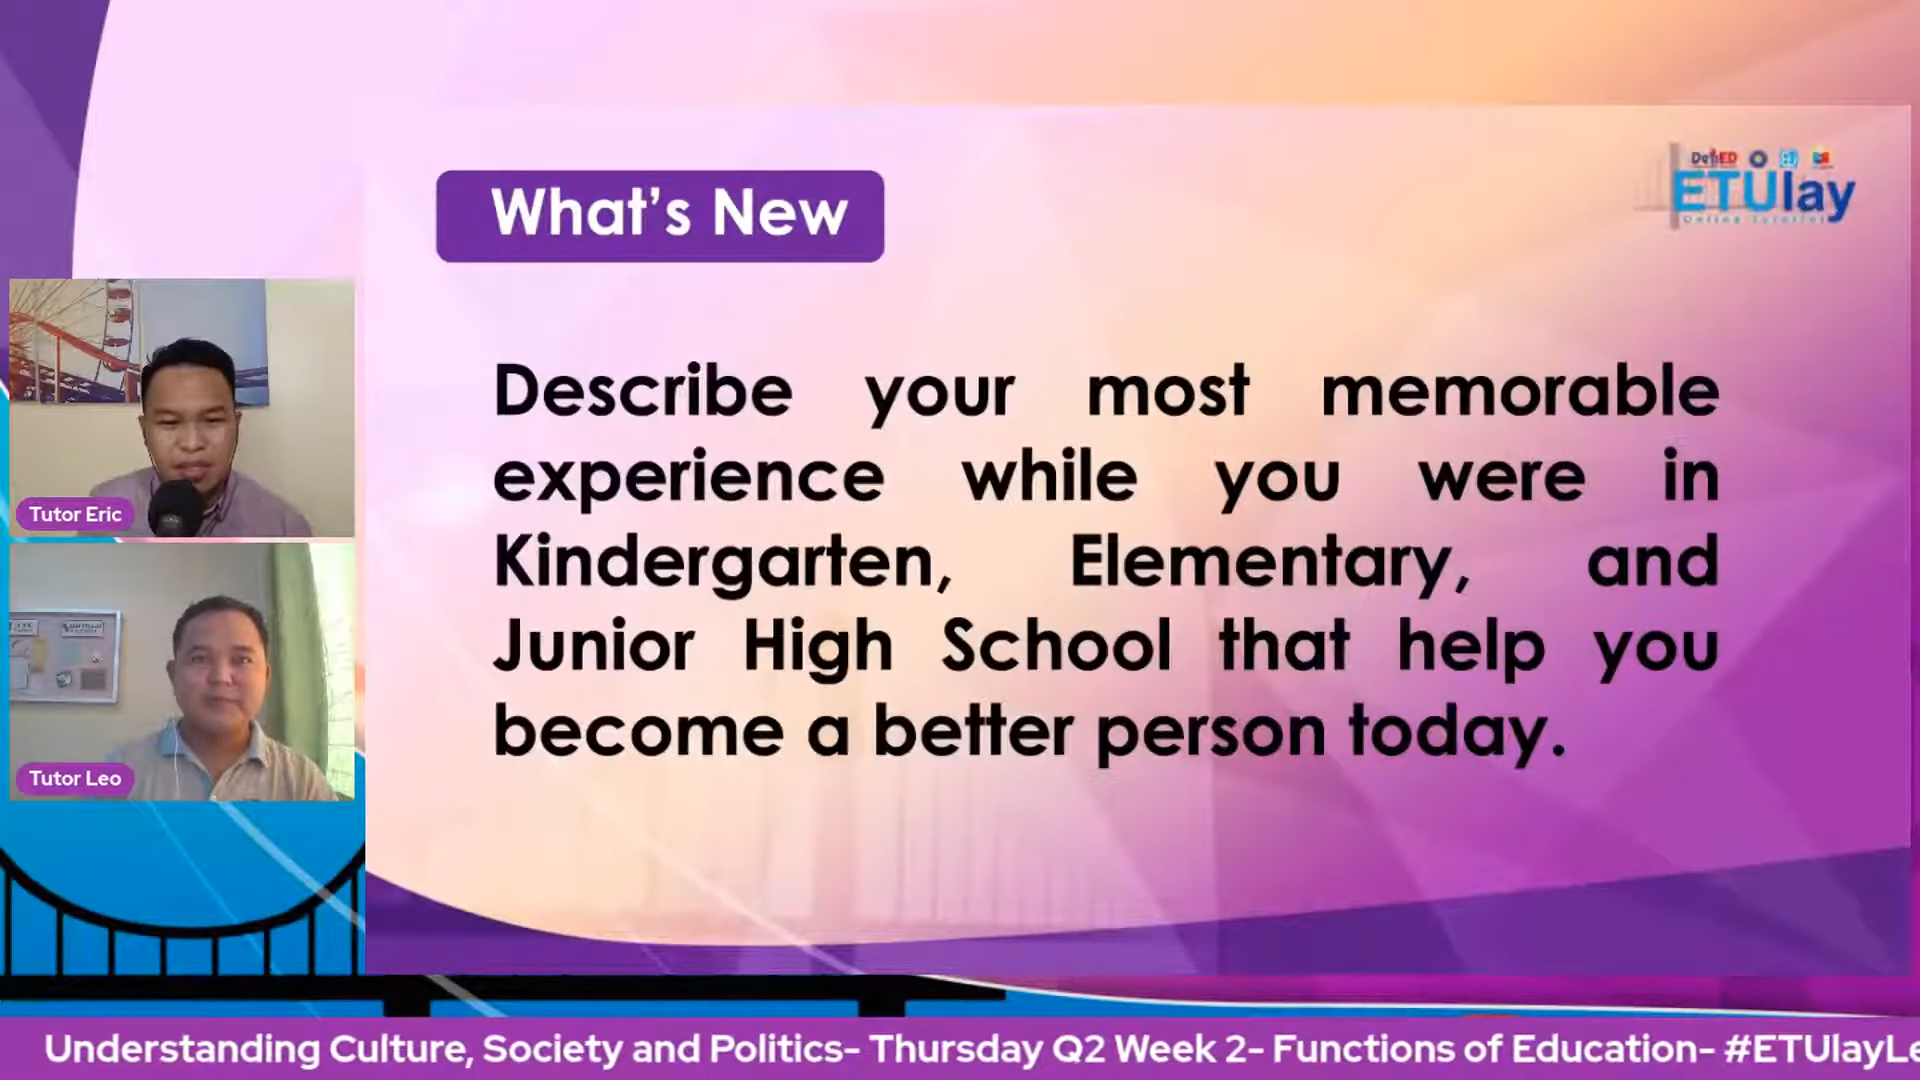 DepED
ETUlay
What's New
Describe your most memorable
experience while you were in
Kindergarten, Elementary, and
Junior High School that help you
become a better person today.
Tutor Eric
Tutor Leo
Understanding Culture, Society and Politics- Thursday Q2 Week 2- Functions of Education- #ETUlayLe